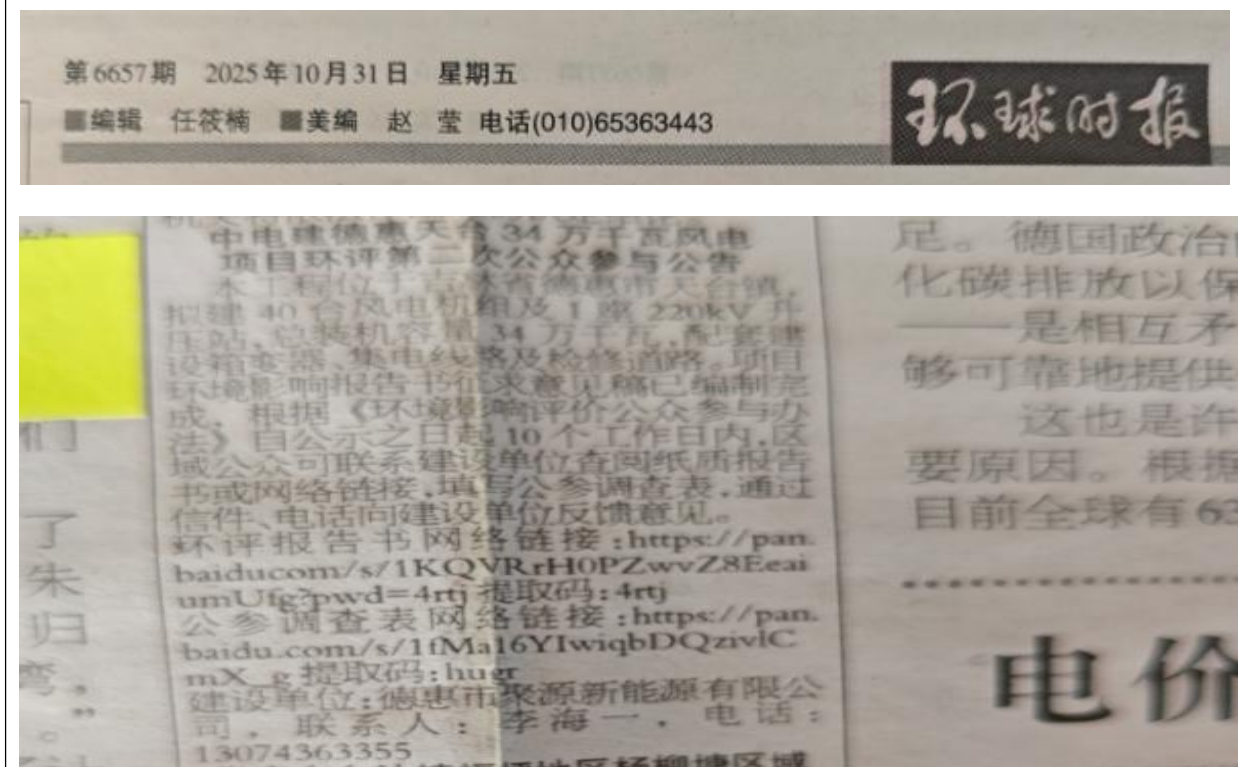 第6657期 2025年10月31日 星期五
■编辑 任筱楠 ■美编 赵 莹 电话(010)65363443
环球时报
中电建德惠天台34万千瓦风电
项目环评第二次公众参与公告
本工程位于吉林省德惠市天台镇,
拟建40台风电机组及1座220kV升
压站,总装机容量34万千瓦,配套建
设箱变器、集电线路及检修道路。项目
环境影响报告书征求意见稿已编制完
成,根据《环境影响评价公众参与办
法》自公示之日起10个工作日内,区
域公众可联系建设单位查阅纸质报告
书或网络链接,填写公参调查表,通过
信件、电话向建设单位反馈意见。
环评报告书网络链接:https://pan.
baiducom/s/1KQVRrH0PZwvZ8Eeai
umUfg?pwd=4rtj 提取码:4rtj
公参调查表网络链接:https://pan.
baidu.com/s/1fMa16YIwiqbDQzivlC
mX_g 提取码:hugr
建设单位:德惠市聚源新能源有限公
司,联系人:李海一,电话:
13074363355
们
了
朱
归
弯,
”
。
足。德国政治
化碳排放以保
——是相互矛
够可靠地提供
这也是许
要原因。根据
目前全球有63
电价